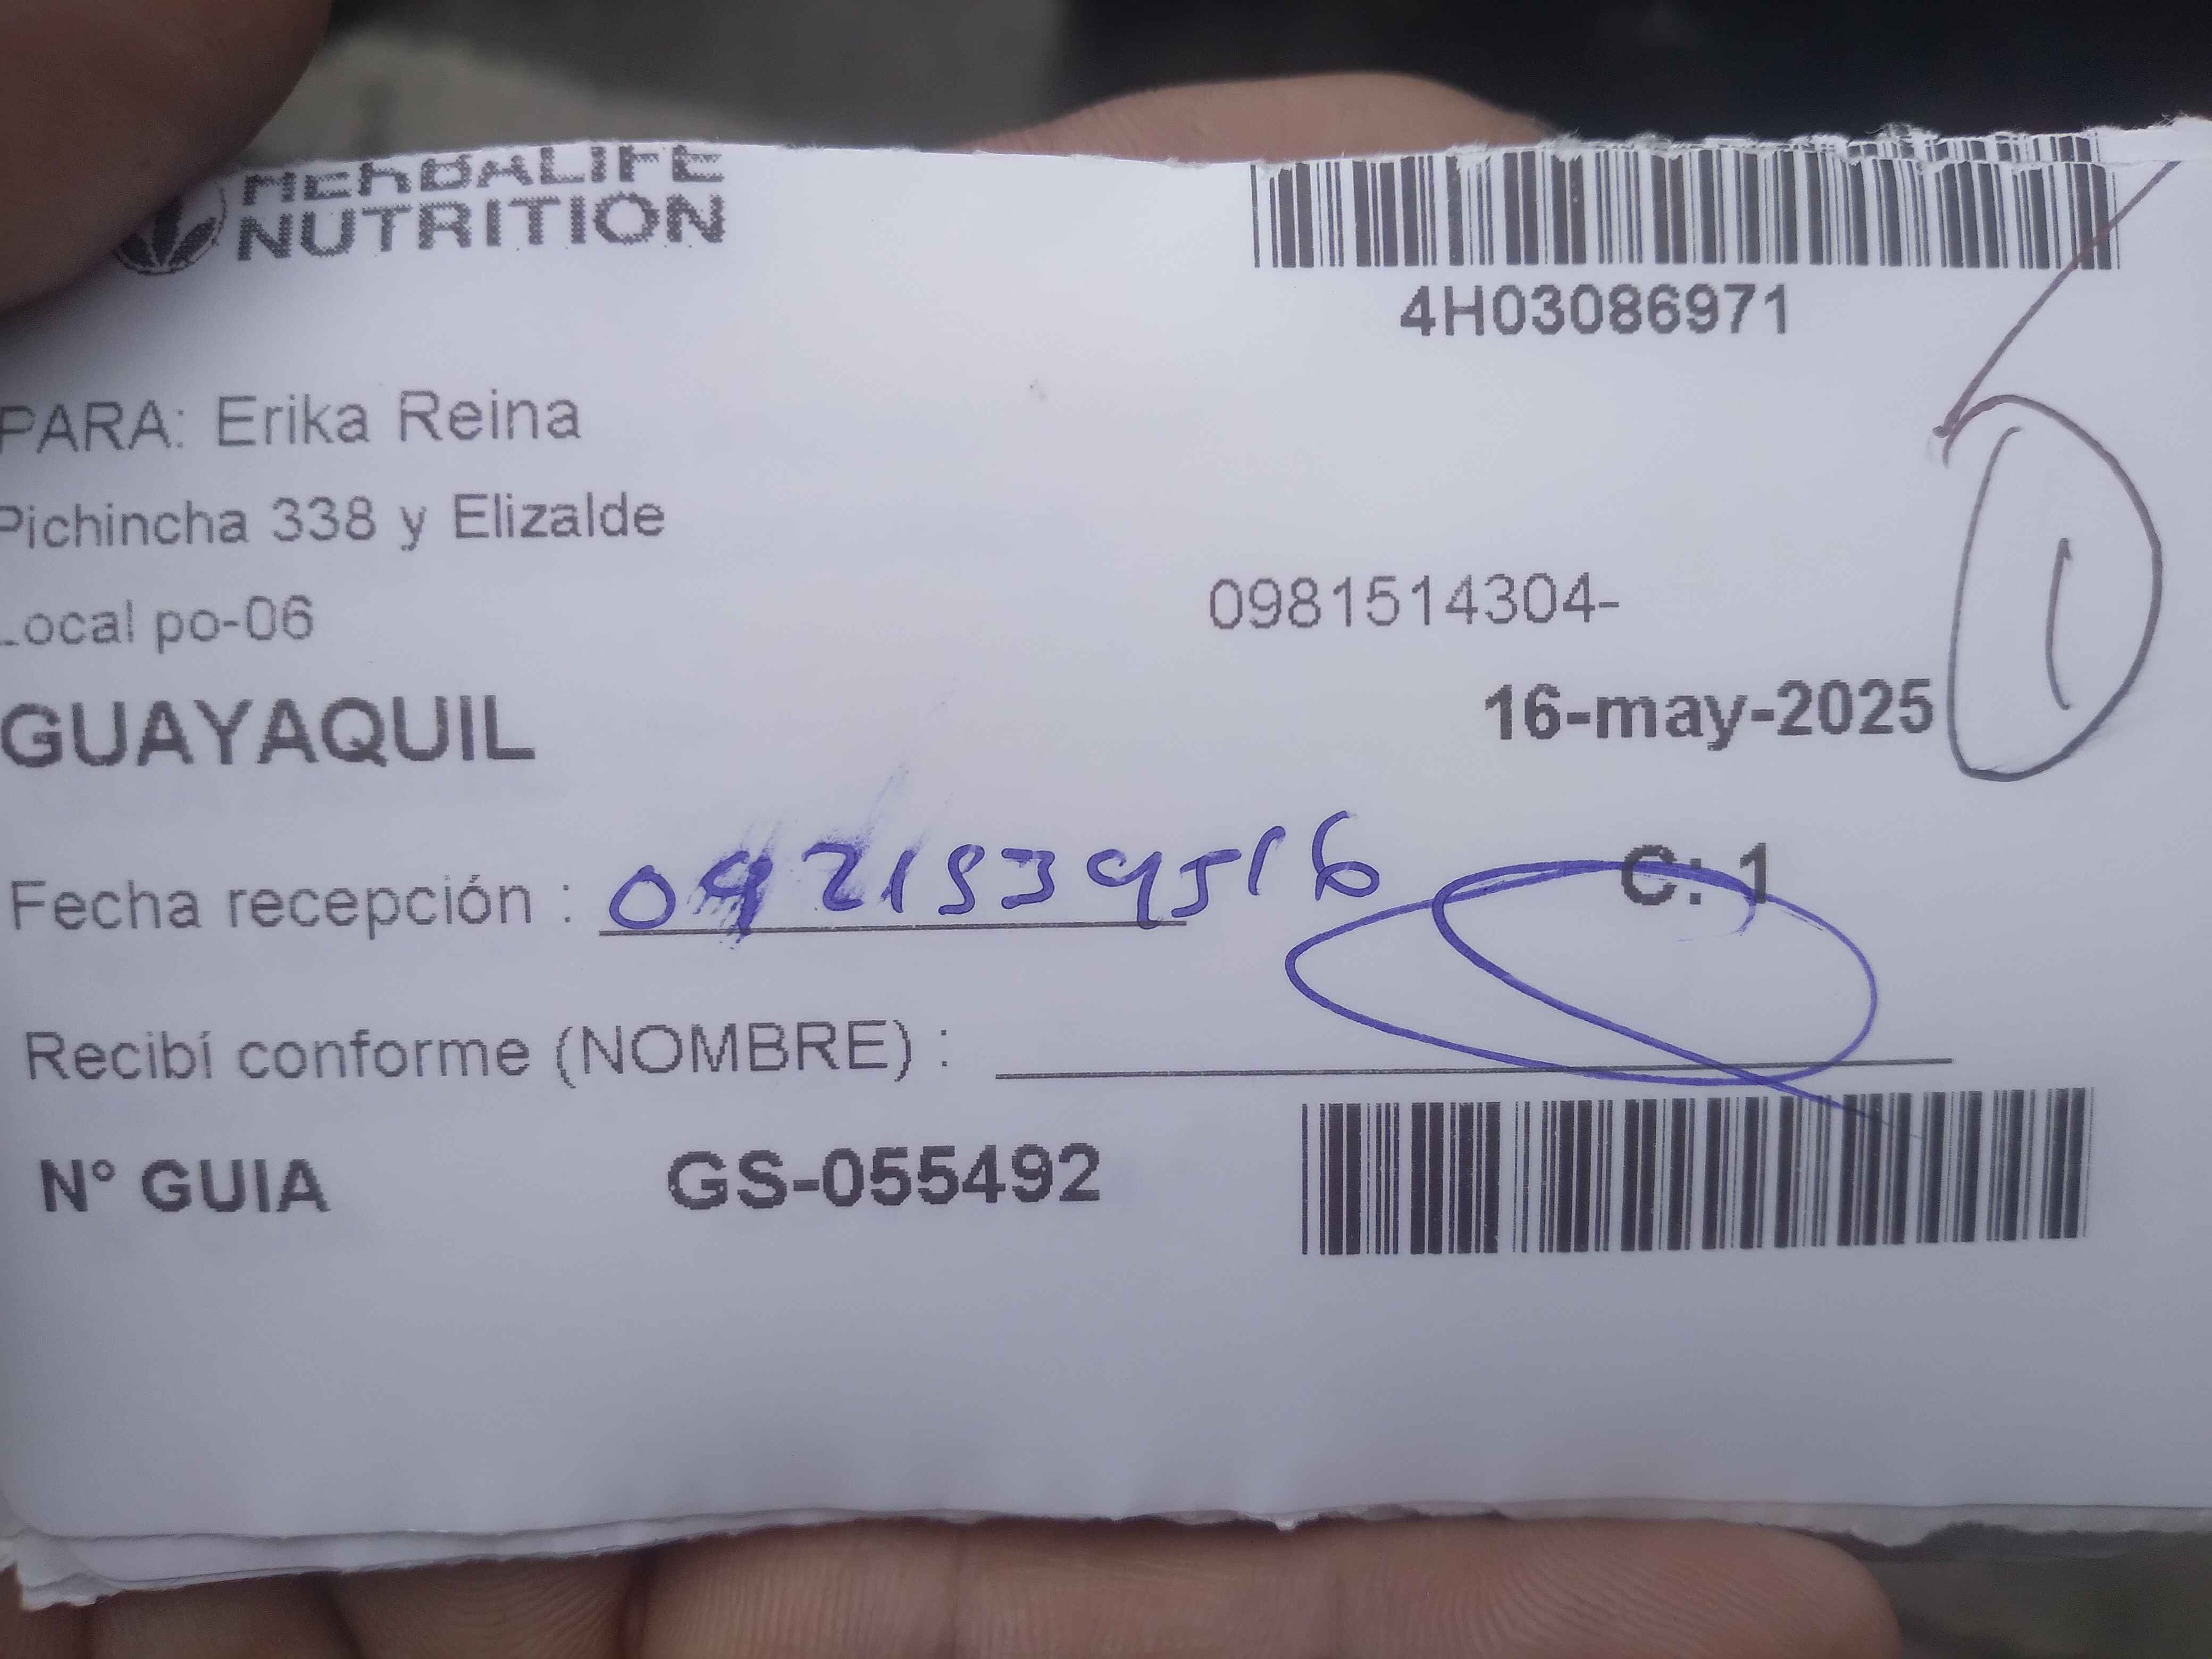 HERBALIFE
NUTRITION
4H03086971
PARA: Erika Reina
Pichincha 338 y Elizalde
Local po-06
0981514304-
GUAYAQUIL
16-may-2025
1
Fecha recepción : 0921539516
C: 1
Recibí conforme (NOMBRE) :
N° GUIA GS-055492